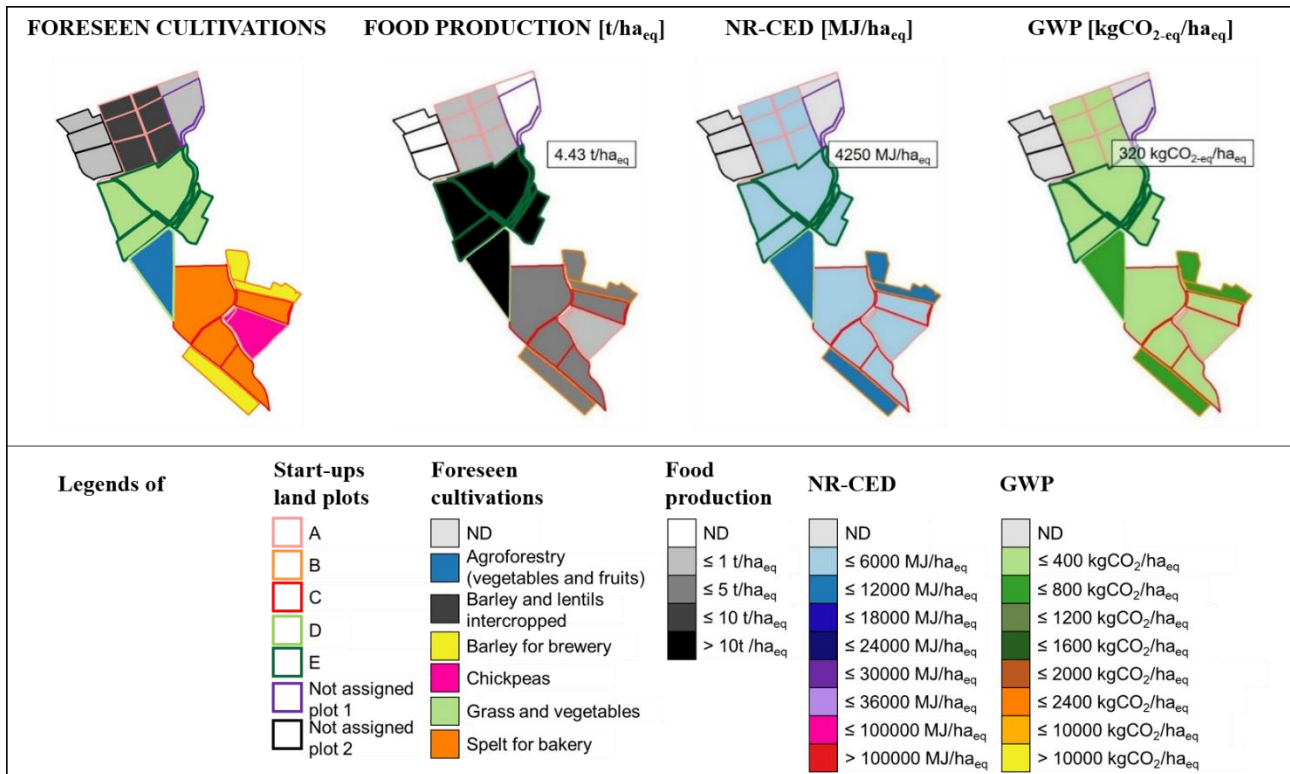 FORESEEN CULTIVATIONS
FOOD PRODUCTION [t/haeq]
NR-CED [MJ/haeq]
GWP [kgCO2-eq/haeq]
4.43 t/haeq
4250 MJ/haeq
320 kgCO2-eq/haeq
Legends of
Start-ups
land plots
A
B
C
D
E
Not assigned
plot 1
Not assigned
plot 2
Foreseen
cultivations
ND
Agroforestry
(vegetables and fruits)
Barley and lentils
intercropped
Barley for brewery
Chickpeas
Grass and vegetables
Spelt for bakery
Food
production
ND
≤ 1 t/haeq
≤ 5 t/haeq
≤ 10 t/haeq
> 10t /haeq
NR-CED
ND
≤ 6000 MJ/haeq
≤ 12000 MJ/haeq
≤ 18000 MJ/haeq
≤ 24000 MJ/haeq
≤ 30000 MJ/haeq
≤ 36000 MJ/haeq
≤ 100000 MJ/haeq
> 100000 MJ/haeq
GWP
ND
≤ 400 kgCO2/haeq
≤ 800 kgCO2/haeq
≤ 1200 kgCO2/haeq
≤ 1600 kgCO2/haeq
≤ 2000 kgCO2/haeq
≤ 2400 kgCO2/haeq
≤ 10000 kgCO2/haeq
> 10000 kgCO2/haeq